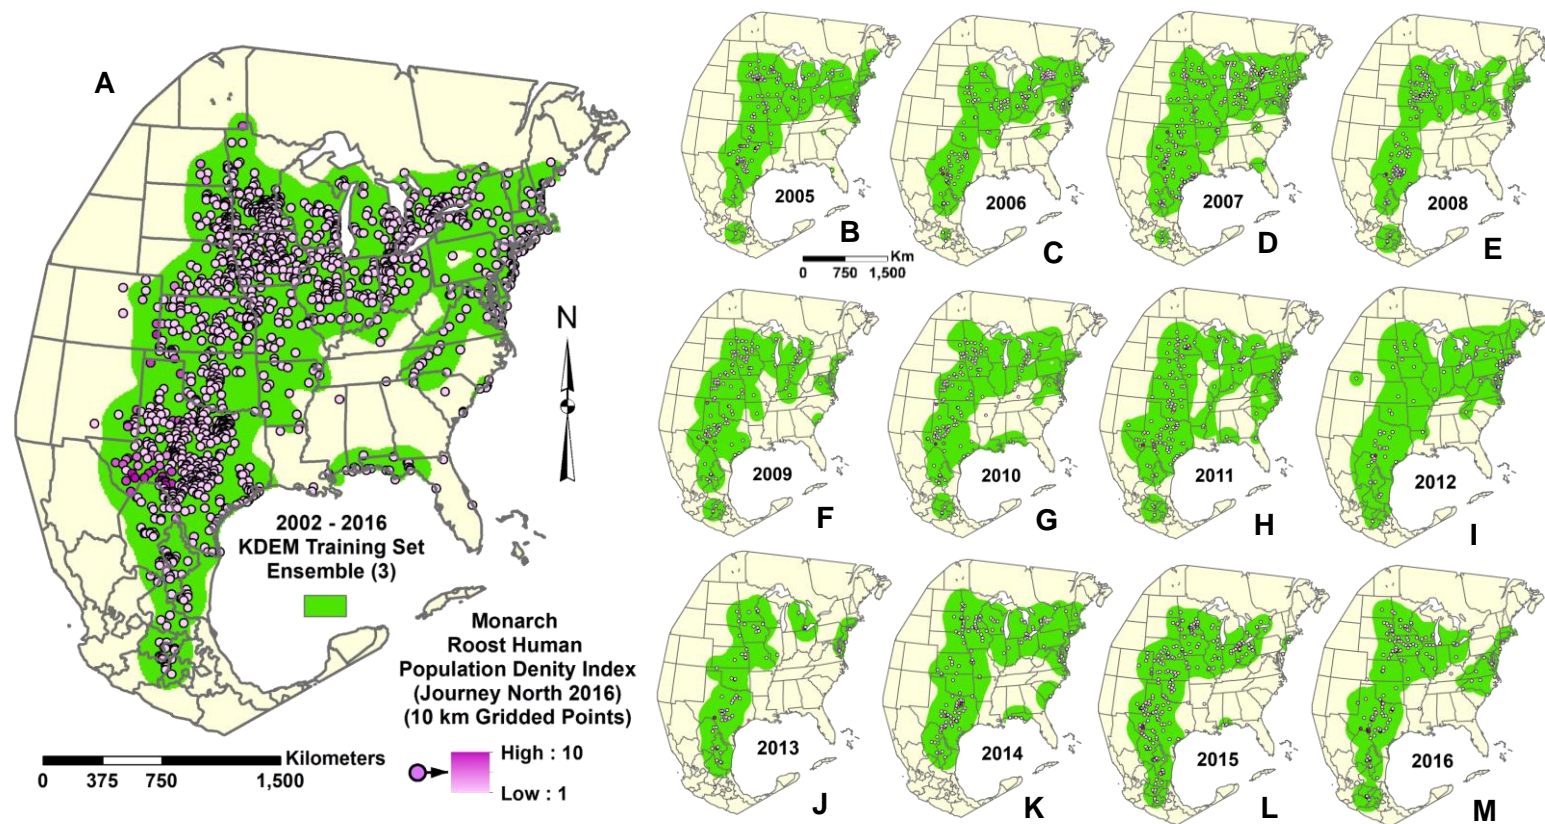 A
N
2002 - 2016
KDEM Training Set
Ensemble (3)
Monarch
Roost Human
Population Denity Index
(Journey North 2016)
(10 km Gridded Points)
High : 10
Low : 1
Kilometers
0 375 750 1,500
2005
B
2006
C
2007
D
2008
E
Km
0 750 1,500
2009
F
2010
G
2011
H
2012
I
2013
J
2014
K
2015
L
2016
M